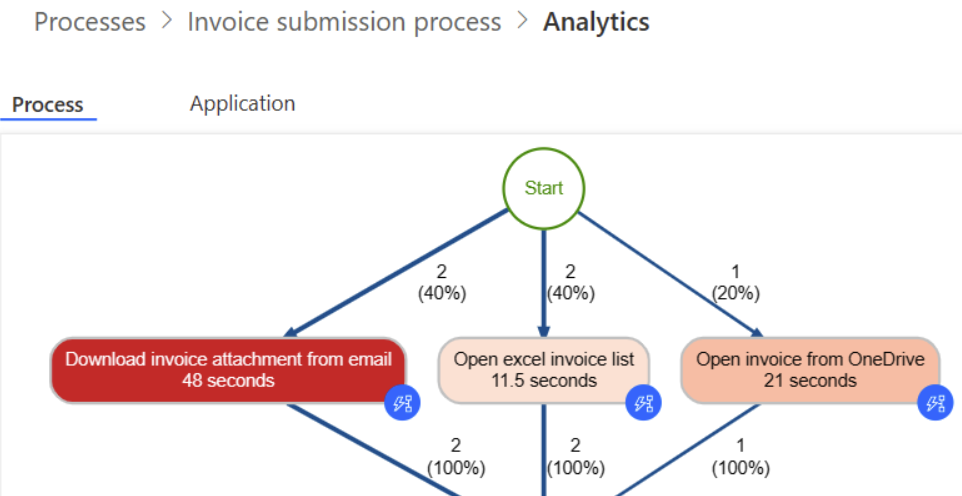 Processes > Invoice submission process > Analytics
Process
Application
Start
2
(40%)
2
(40%)
1
(20%)
Download invoice attachment from email
48 seconds
Open excel invoice list
11.5 seconds
Open invoice from OneDrive
21 seconds
2
(100%)
2
(100%)
1
(100%)